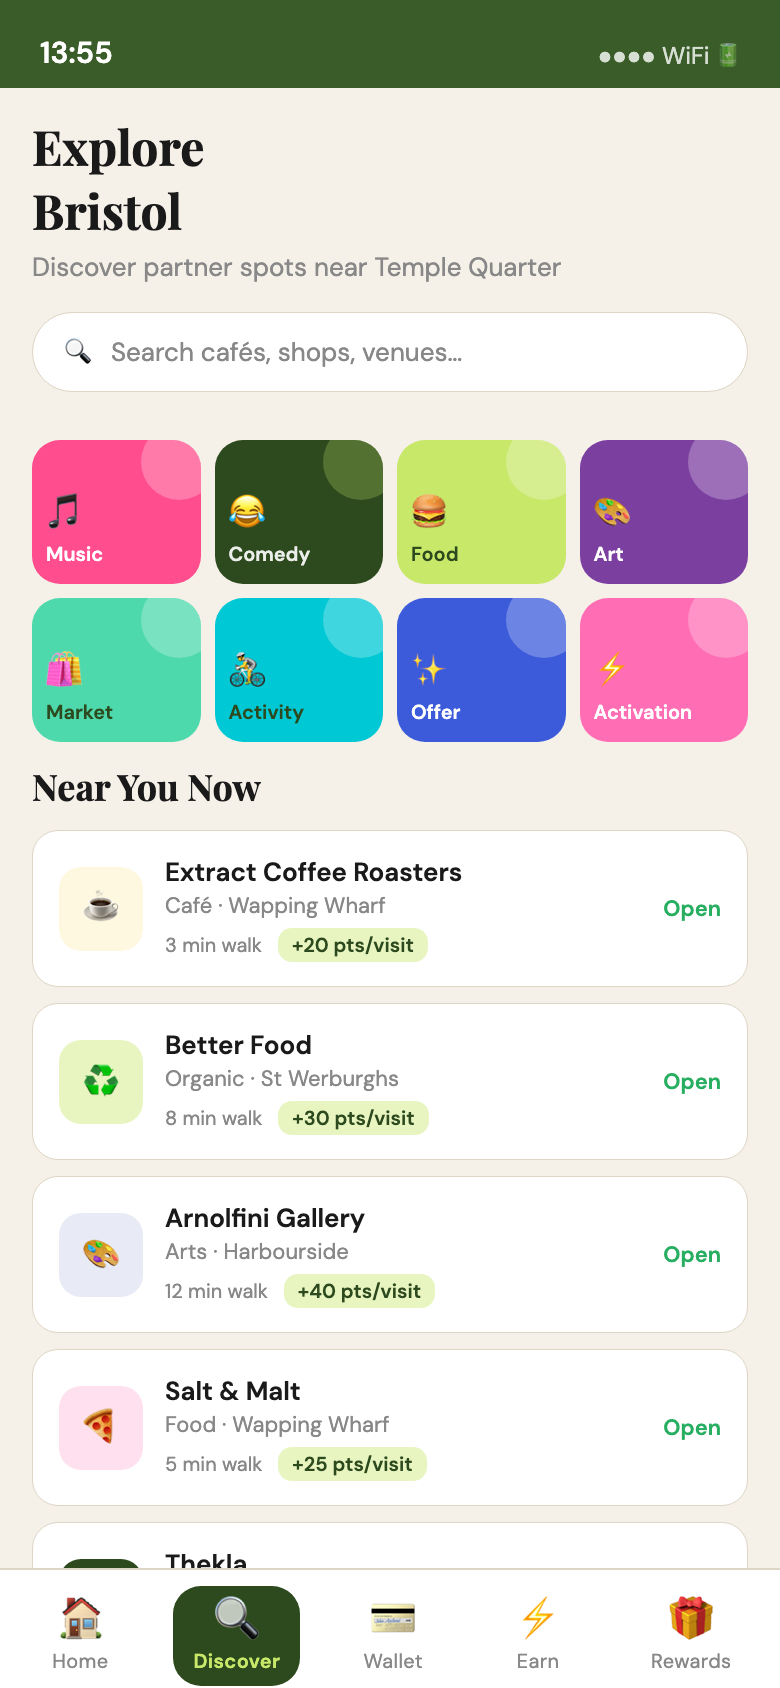 13:55
●●●● WiFi
Explore
Bristol
Discover partner spots near Temple Quarter
Search cafés, shops, venues...
Music
Comedy
Food
Art
Market
Activity
Offer
Activation
Near You Now
Extract Coffee Roasters
Café · Wapping Wharf
3 min walk +20 pts/visit
Open
Better Food
Organic · St Werburghs
8 min walk +30 pts/visit
Open
Arnolfini Gallery
Arts · Harbourside
12 min walk +40 pts/visit
Open
Salt & Malt
Food · Wapping Wharf
5 min walk +25 pts/visit
Open
Thekla
Home
Discover
Wallet
Earn
Rewards